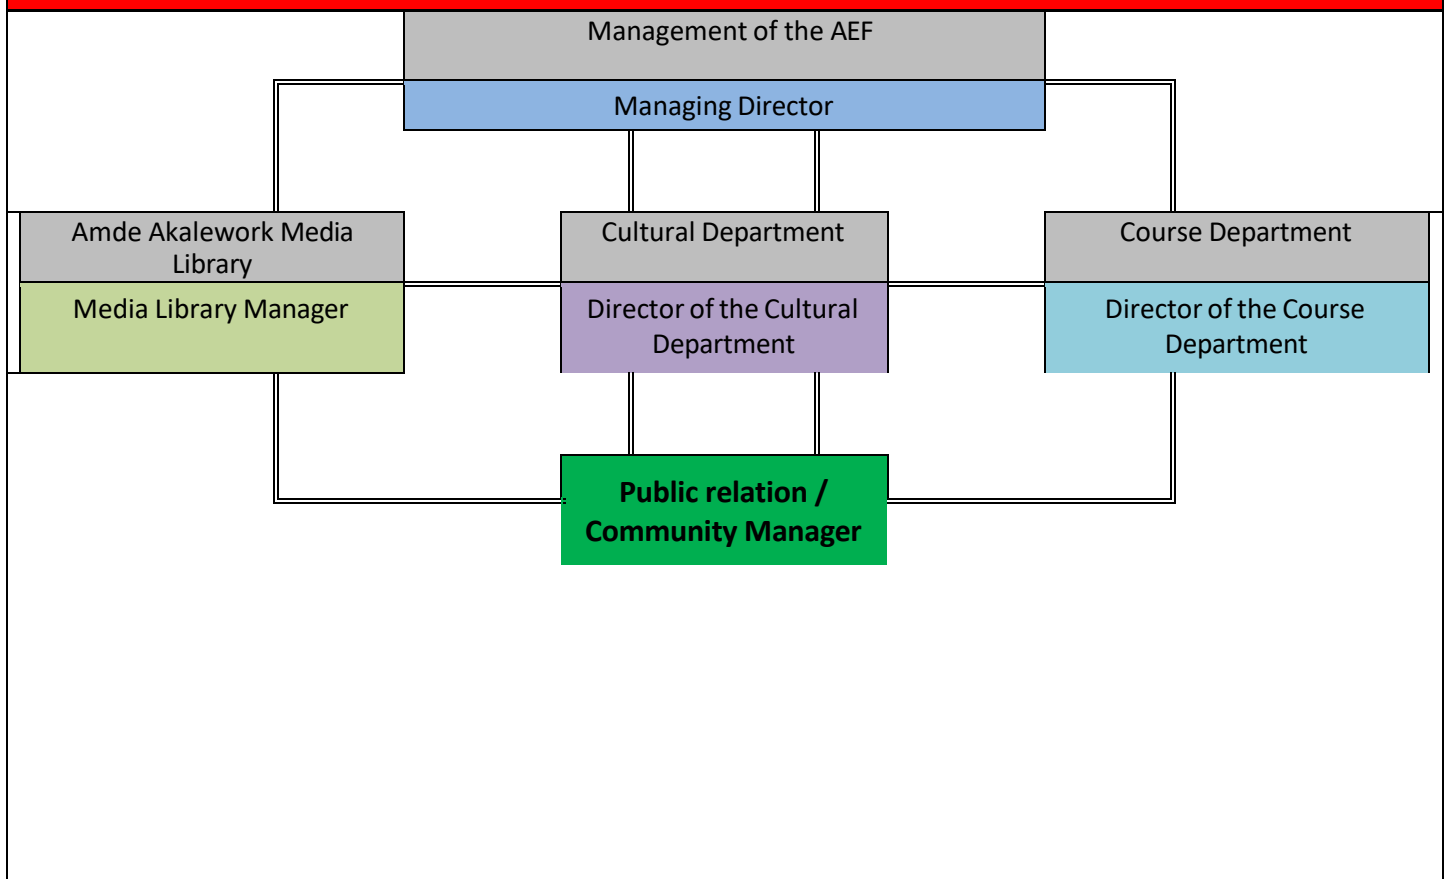 Management of the AEF
Managing Director
Amde Akalework Media
Library
Media Library Manager
Cultural Department
Director of the Cultural
Department
Course Department
Director of the Course
Department
Public relation /
Community Manager